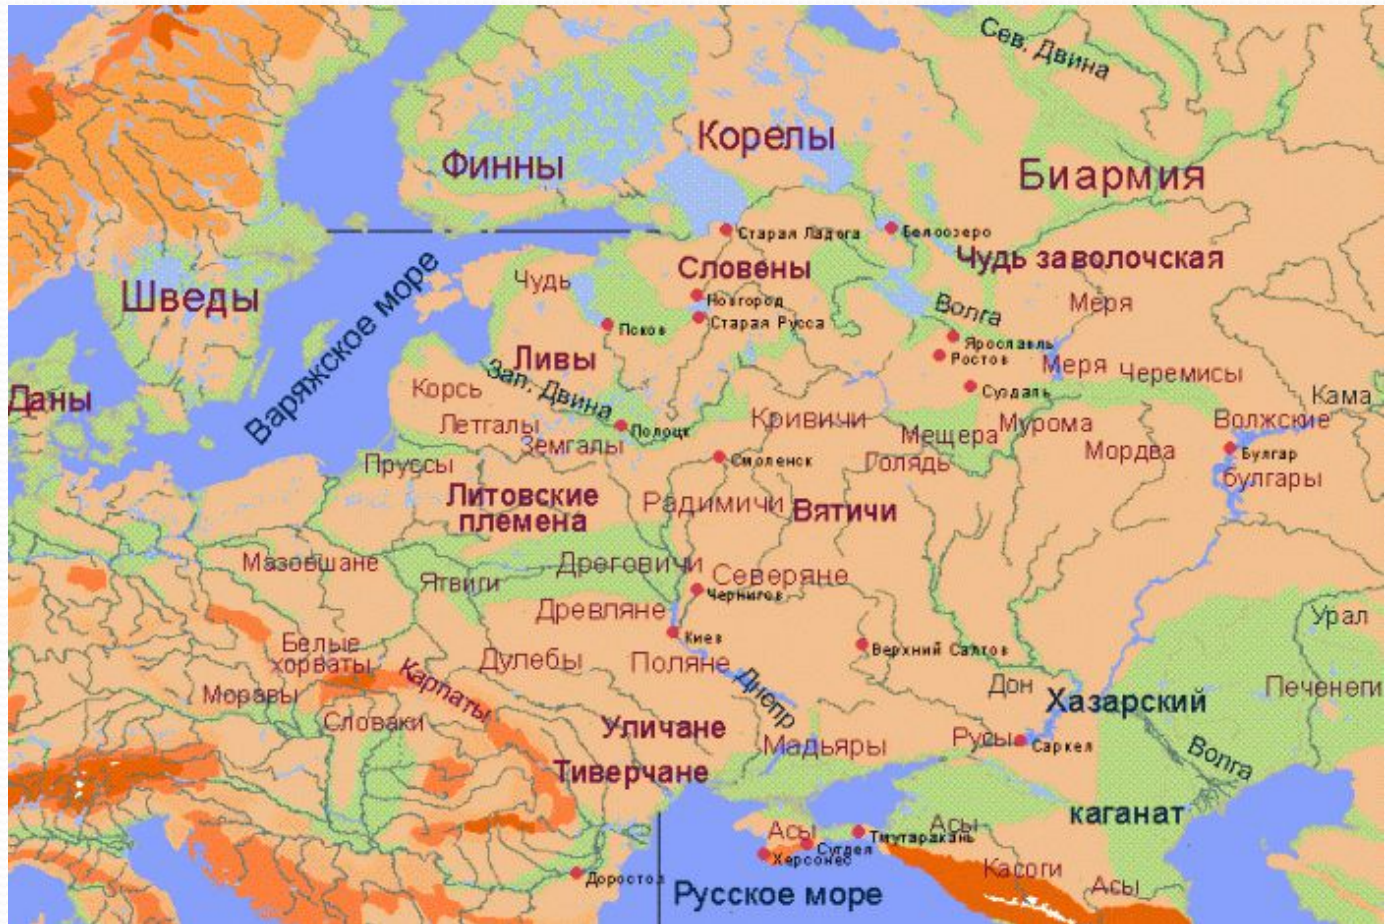 Сев. Двина
Корелы
Финны
Биармия
Старая Ладога
Белоозеро
Словены
Чудь заволочская
Чудь
Шведы
Варяжское море
Новгород
Волга
Меря
Псков
Старая Русса
Ярославль
Ливы
Ростов
Меря
Черемисы
Корсь
Зап. Двина
Суздаль
Кама
Даны
Летгалы
Полоцк
Кривичи
Мурома
Волжские
Земгалы
Мещера
Мордва
Булгар
Пруссы
Смоленск
Голядь
булгары
Литовские
племена
Радимичи
Вятичи
Мазовшане
Дреговичи
Ятвиги
Северяне
Чернигов
Древляне
Урал
Киев
Белые
хорваты
Дулебы
Поляне
Верхний Салтов
Карпаты
Днепр
Дон
Печенеги
Моравы
Хазарский
Словаки
Уличане
Мадьяры
Русы
Саркел
Волга
Тиверчане
каганат
Асы
Тмутаракань
Асы
Сугдея
Херсонес
Касоги
Доростол
Асы
Русское море